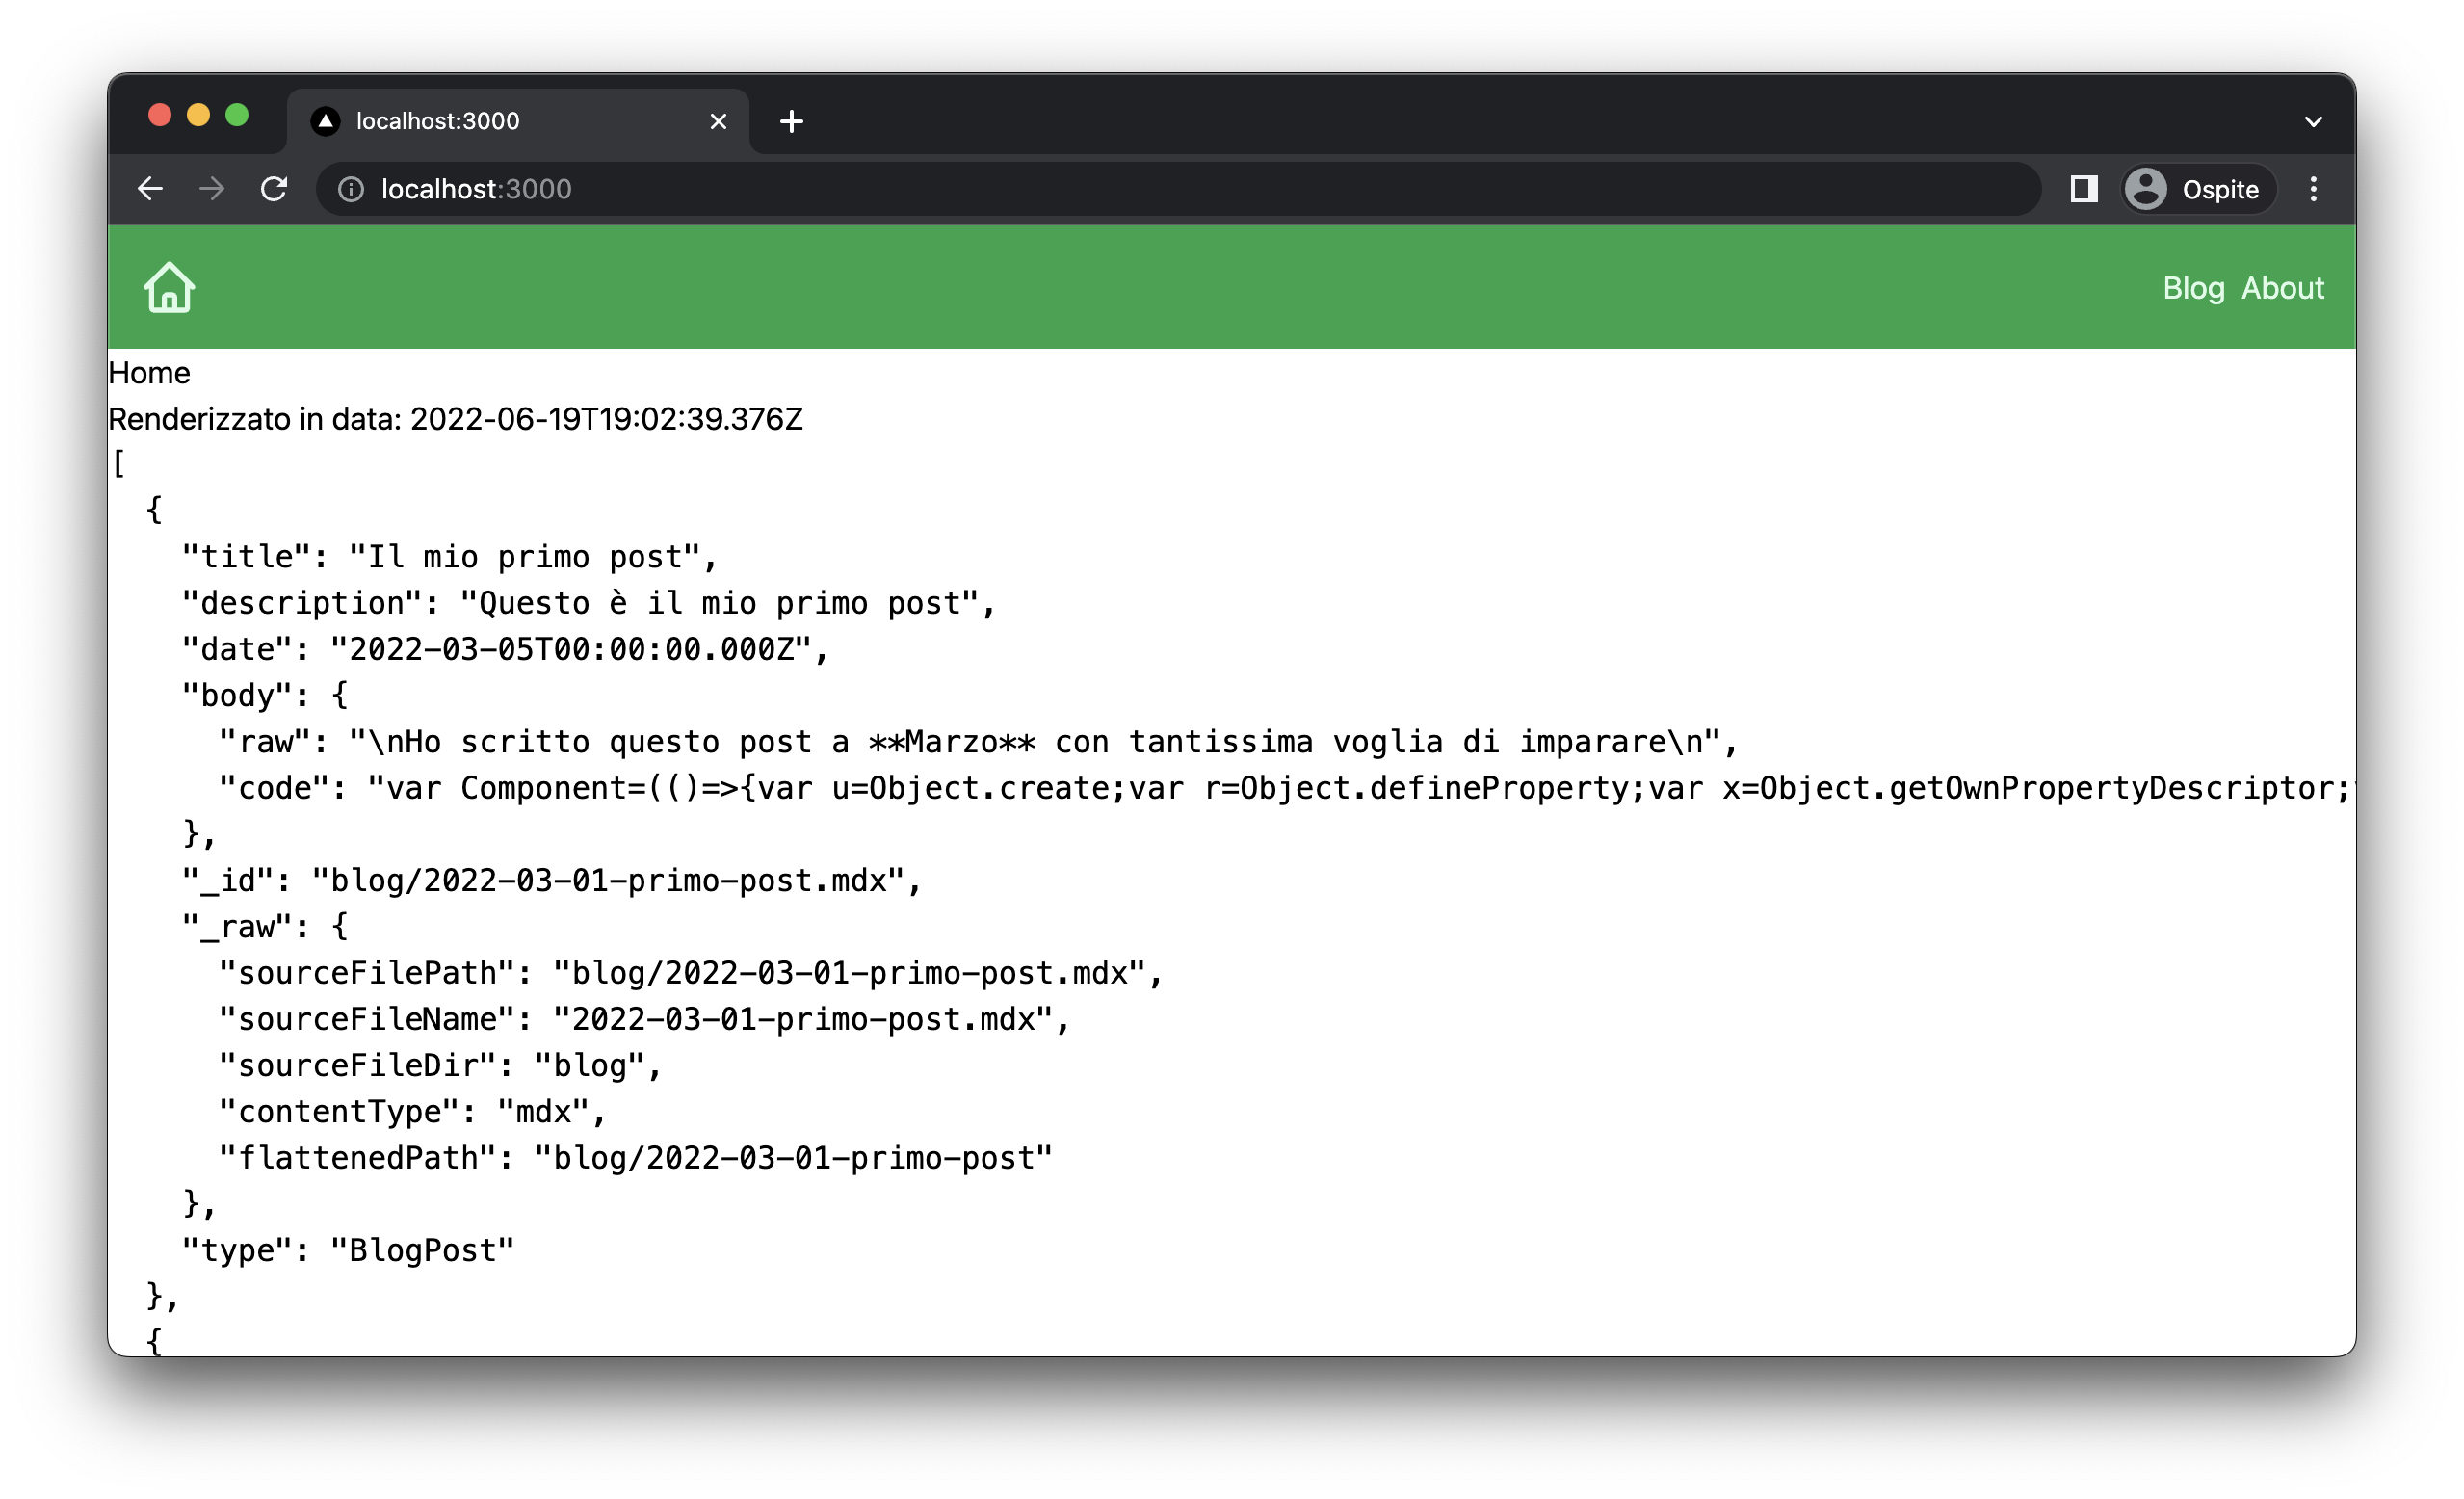 localhost:3000
localhost:3000
Ospite
Blog About
Home
Renderizzato in data: 2022-06-19T19:02:39.376Z
[
  {
    "title": "Il mio primo post",
    "description": "Questo è il mio primo post",
    "date": "2022-03-05T00:00:00.000Z",
    "body": {
      "raw": "\nHo scritto questo post a **Marzo** con tantissima voglia di imparare\n",
      "code": "var Component=(()=>{var u=Object.create;var r=Object.defineProperty;var x=Object.getOwnPropertyDescriptor;
    },
    "_id": "blog/2022-03-01-primo-post.mdx",
    "_raw": {
      "sourceFilePath": "blog/2022-03-01-primo-post.mdx",
      "sourceFileName": "2022-03-01-primo-post.mdx",
      "sourceFileDir": "blog",
      "contentType": "mdx",
      "flattenedPath": "blog/2022-03-01-primo-post"
    },
    "type": "BlogPost"
  },
  {